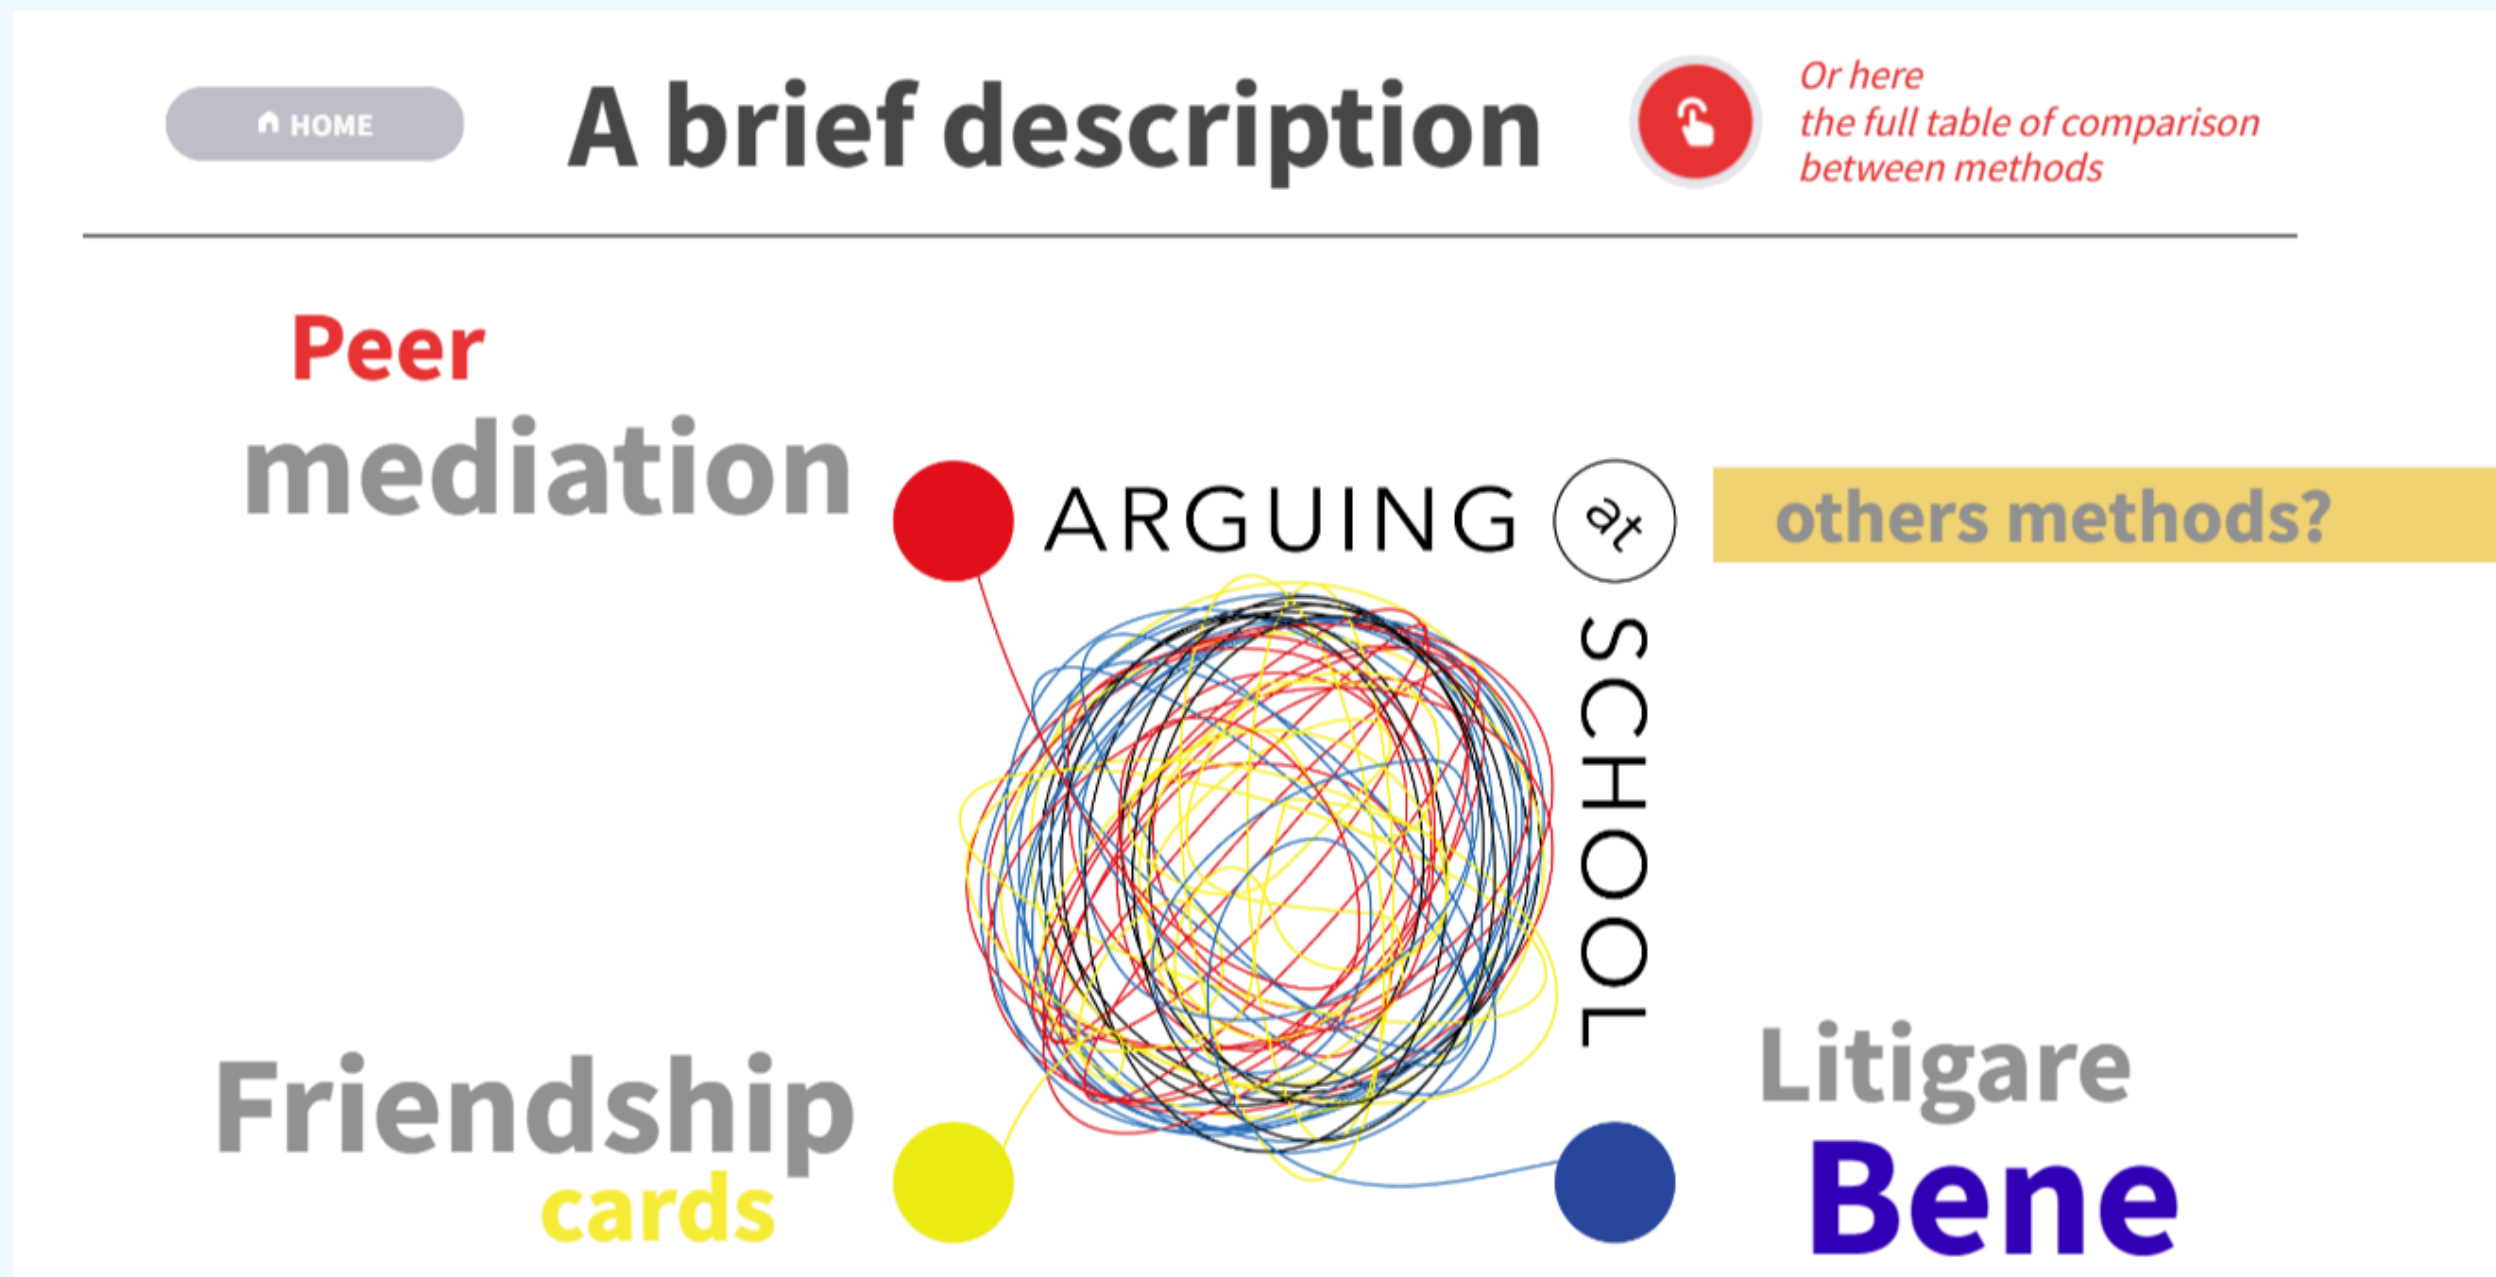 HOME
A brief description
Or here
the full table of comparison
between methods
Peer
mediation
ARGUING
at
SCHOOL
others methods?
Friendship
cards
Litigare
Bene